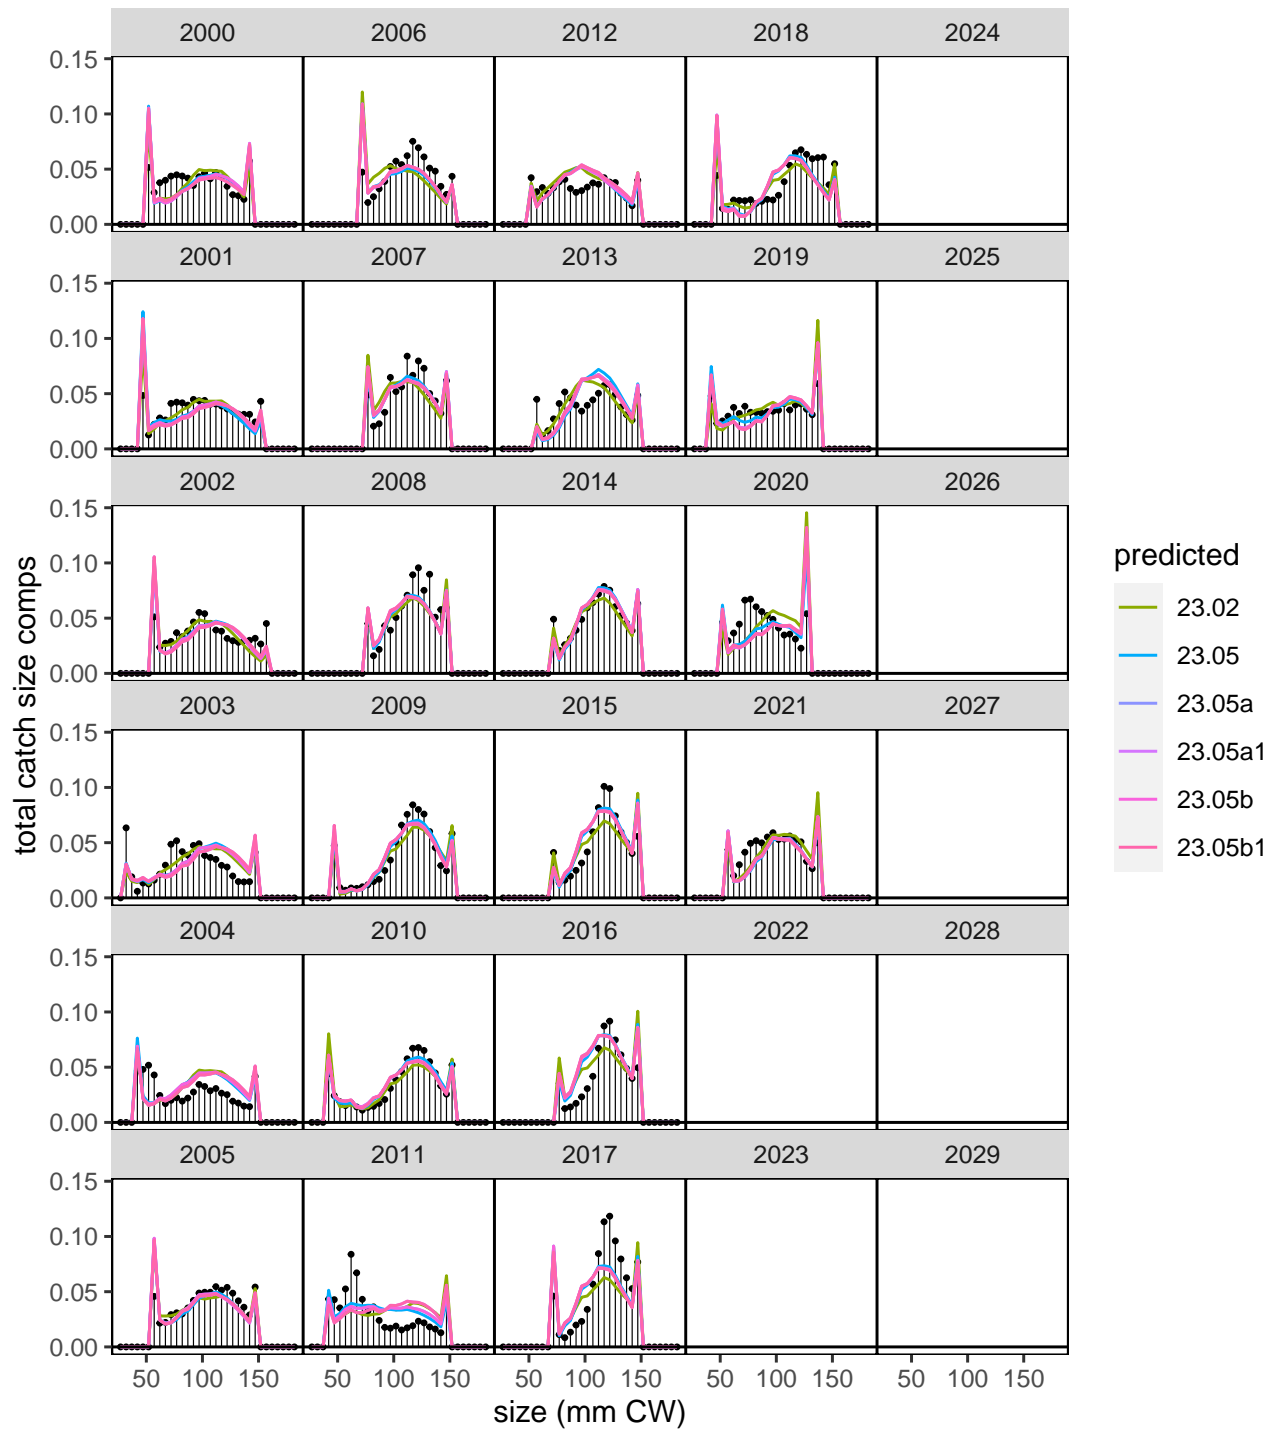 2000 2006 2012 2018 2024
0.15
0.10
0.05
0.00
2001 2007 2013 2019 2025
0.15
0.10
0.05
0.00
2002 2008 2014 2020 2026
0.15
0.10
0.05
0.00
2003 2009 2015 2021 2027
0.15
0.10
0.05
0.00
2004 2010 2016 2022 2028
0.15
0.10
0.05
0.00
2005 2011 2017 2023 2029
0.15
0.10
0.05
0.00
50 100 150 50 100 150 50 100 150 50 100 150 50 100 150
size (mm CW)
total catch size comps
predicted
23.02
23.05
23.05a
23.05a1
23.05b
23.05b1